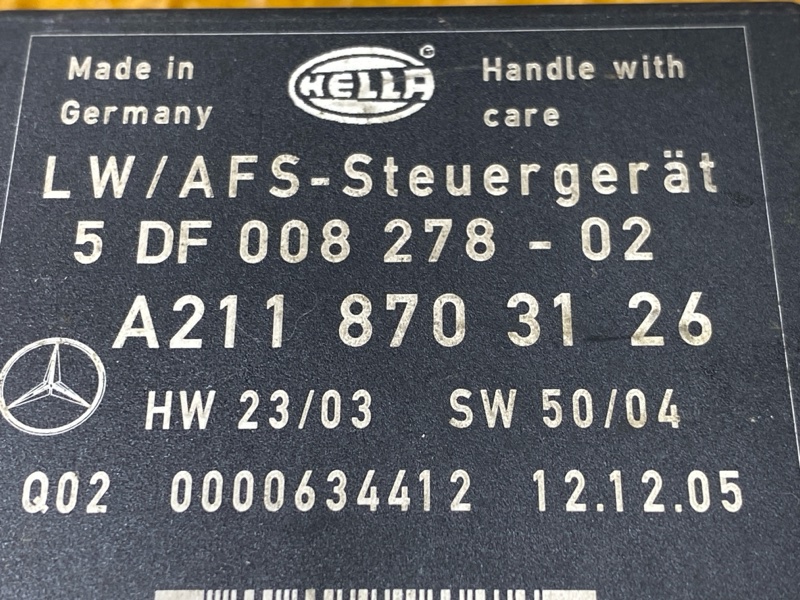 Made in
Germany
HELLA
®
Handle with
care
LW/AFS-Steuergerät
5 DF 008 278 - 02
A211 870 31 26
HW 23/03 SW 50/04
Q02 0000634412 12.12.05